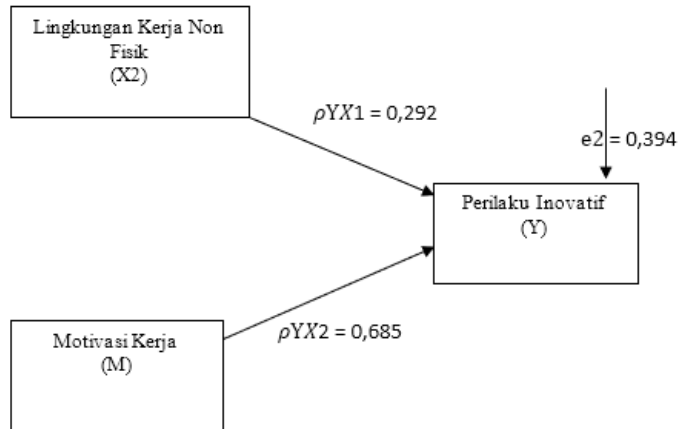 Lingkungan Kerja Non
Fisik
(X2)
ρYX1 = 0,292
e2 = 0,394
Perilaku Inovatif
(Y)
ρYX2 = 0,685
Motivasi Kerja
(M)